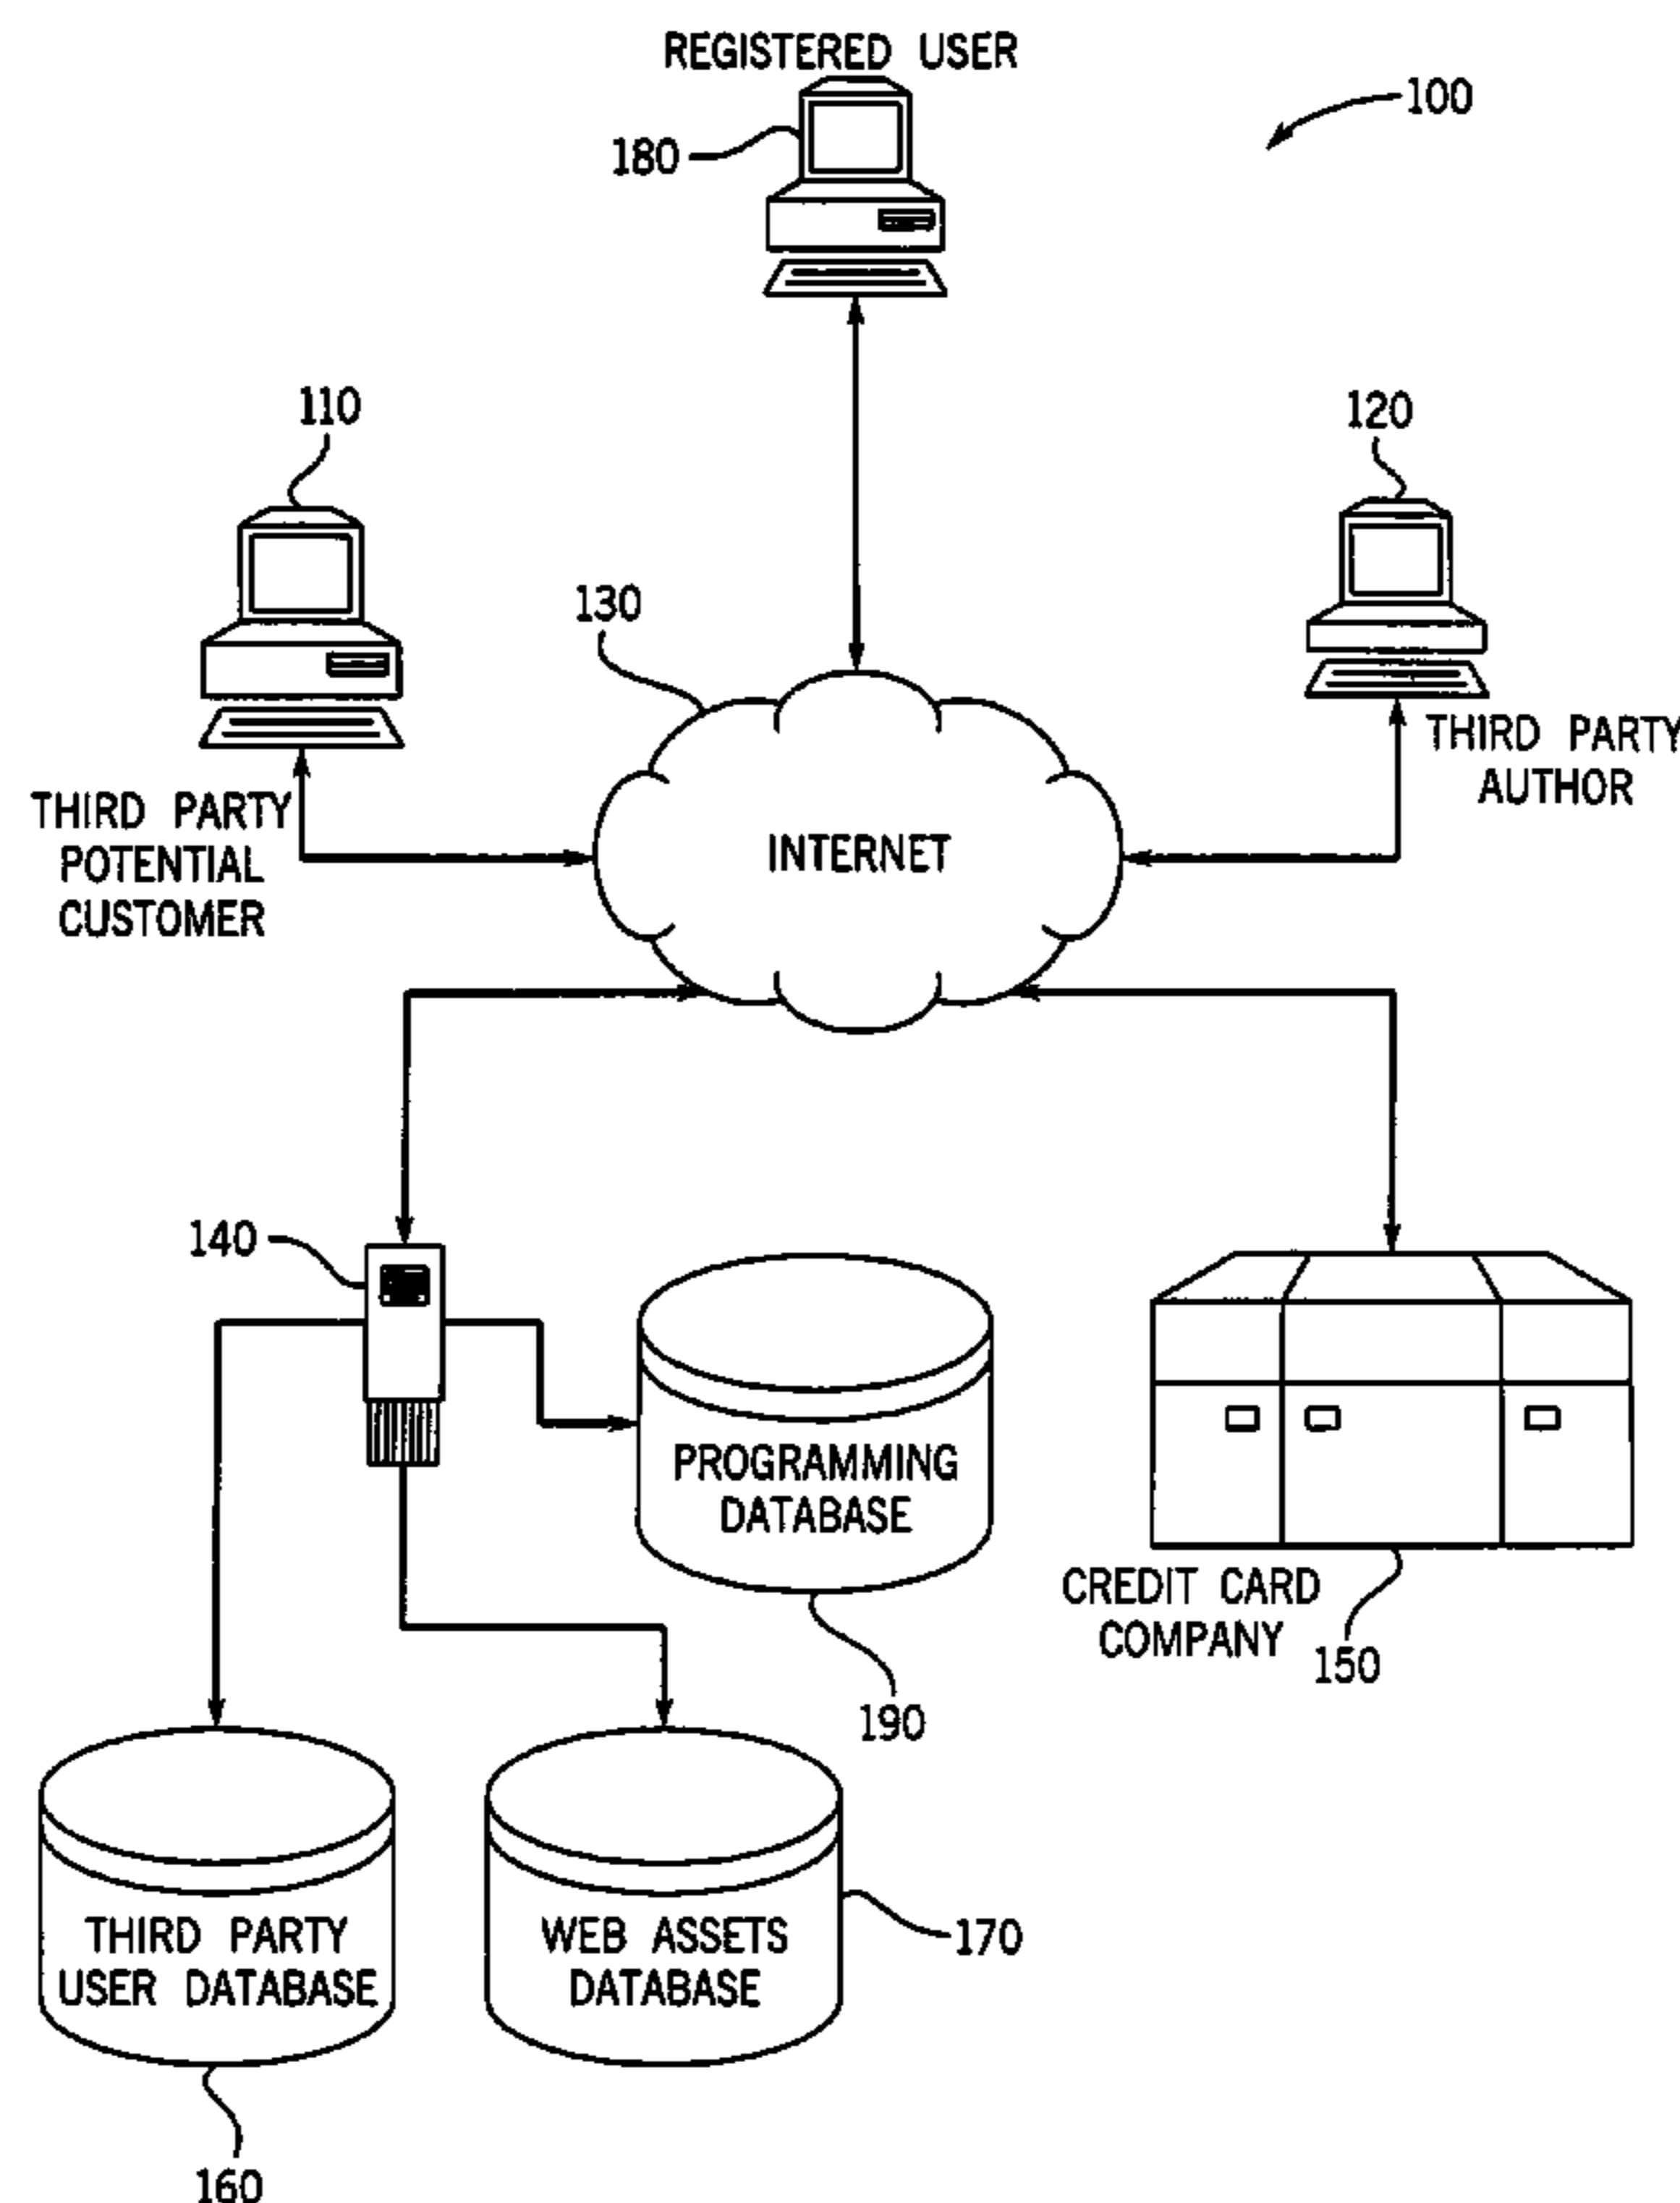 REGISTERED USER
100
180
110
120
130
THIRD PARTY
AUTHOR
THIRD PARTY
POTENTIAL
CUSTOMER
INTERNET
140
PROGRAMMING
DATABASE
CREDIT CARD
COMPANY
150
190
THIRD PARTY
USER DATABASE
WEB ASSETS
DATABASE
170
160